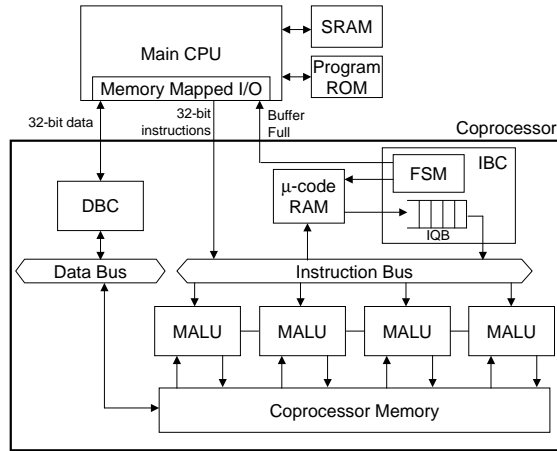 Main CPU
SRAM
Program
ROM
Memory Mapped I/O
32-bit data
32-bit
instructions
Buffer
Full
Coprocessor
IBC
FSM
μ-code
RAM
IQB
DBC
Data Bus
Instruction Bus
MALU
MALU
MALU
MALU
Coprocessor Memory